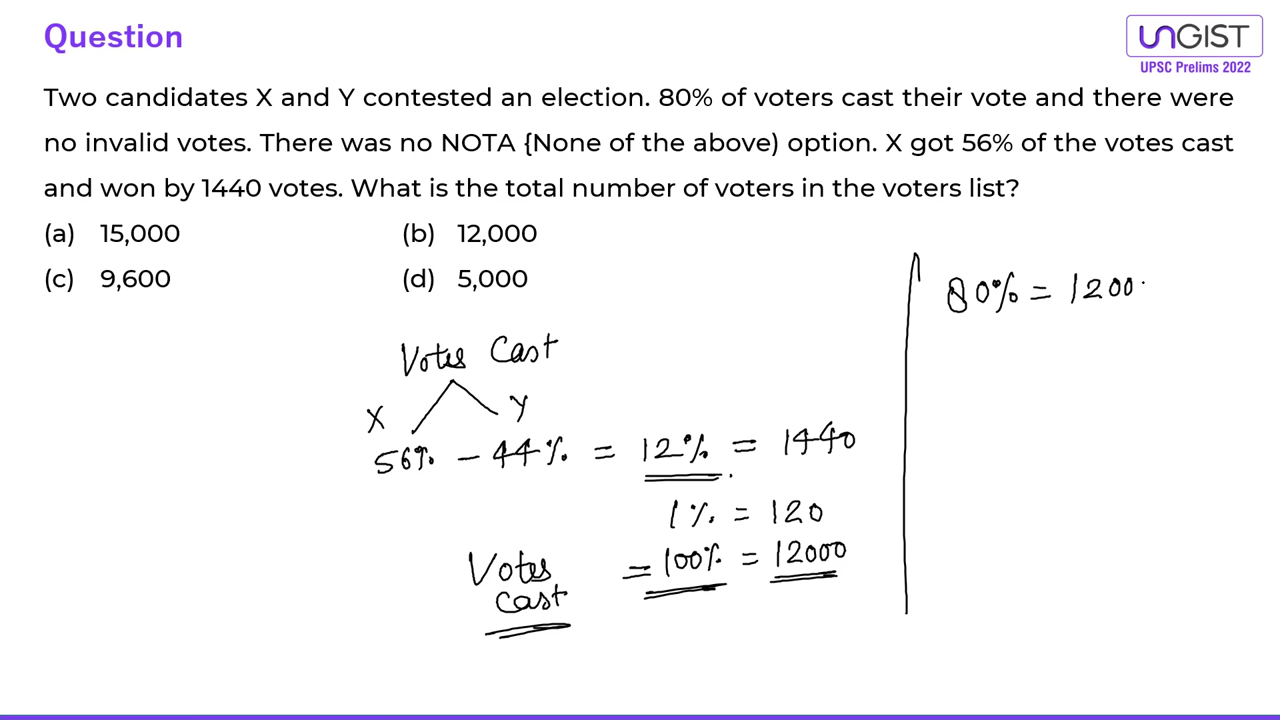 Question
UNGIST
UPSC Prelims 2022
Two candidates X and Y contested an election. 80% of voters cast their vote and there were
no invalid votes. There was no NOTA {None of the above) option. X got 56% of the votes cast
and won by 1440 votes. What is the total number of voters in the voters list?
(a) 15,000 (b) 12,000
(c) 9,600 (d) 5,000
80% = 1200
Votes Cast
X Y
56% - 44% = 12% = 1440
1% = 120
Votes = 100% = 12000
cast